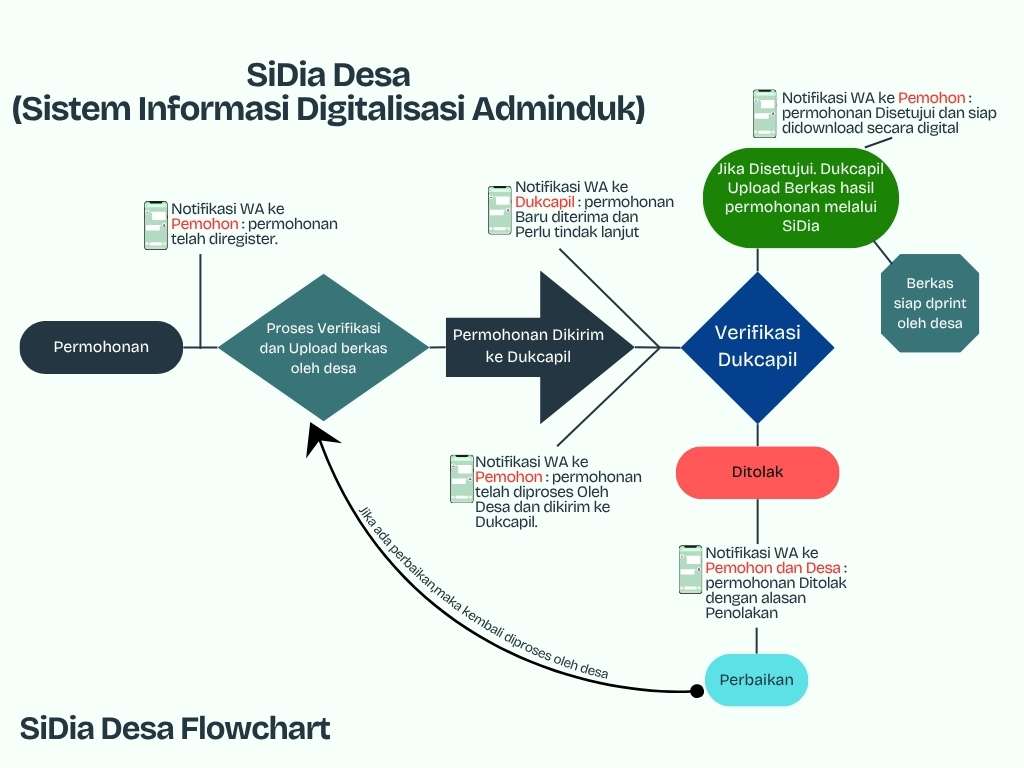 SiDia Desa
(Sistem Informasi Digitalisasi Adminduk)
Notifikasi WA ke Pemohon :
permohonan Disetujui dan siap
didownload secara digital
Jika Disetujui. Dukcapil
Upload Berkas hasil
permohonan melalui
SiDia
Notifikasi WA ke
Pemohon : permohonan
telah diregister.
Notifikasi WA ke
Dukcapil : permohonan
Baru diterima dan
Perlu tindak lanjut
Berkas
siap dprint
oleh desa
Permohonan
Proses Verifikasi
dan Upload berkas
oleh desa
Permohonan Dikirim
ke Dukcapil
Verifikasi
Dukcapil
Notifikasi WA ke
Pemohon : permohonan
telah diproses Oleh
Desa dan dikirim ke
Dukcapil.
Ditolak
Notifikasi WA ke
Pemohon dan Desa :
permohonan Ditolak
dengan alasan
Penolakan
Perbaikan
Jika ada perbaikan,maka kembali diproses oleh desa
SiDia Desa Flowchart